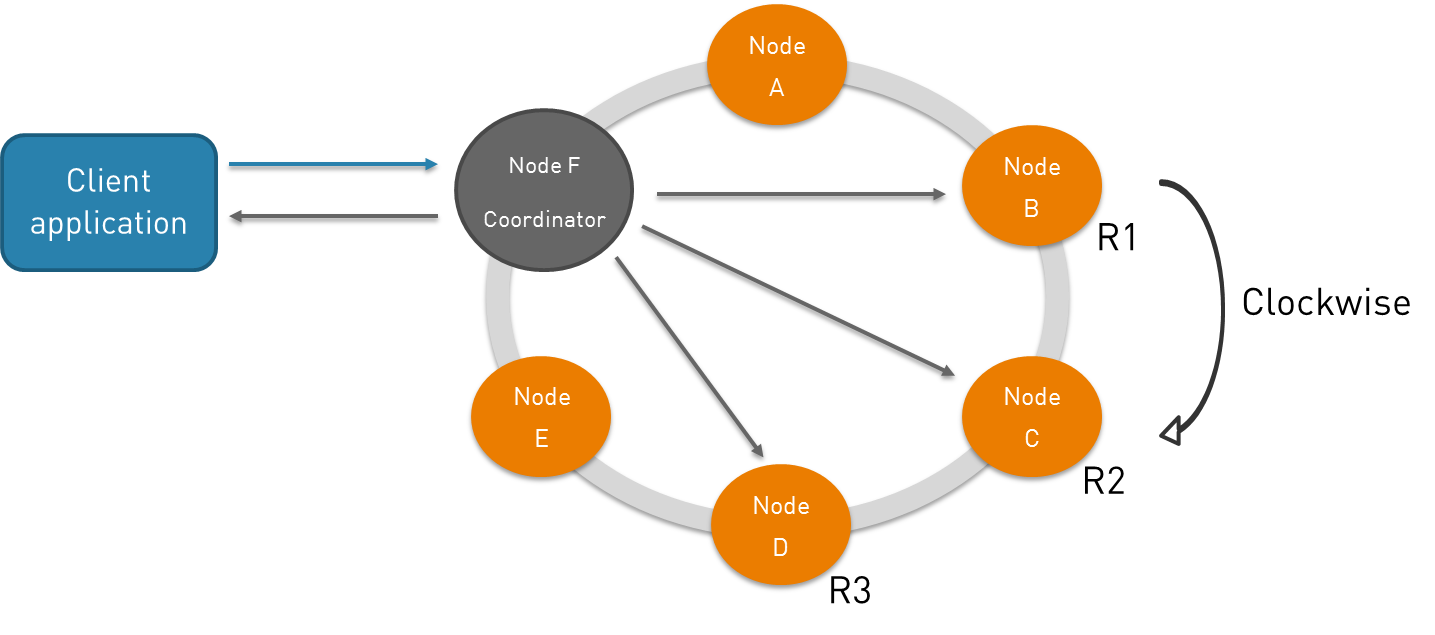 Node
A
Node F
Coordinator
Client
application
Node
B
R1
Clockwise
Node
E
Node
C
R2
Node
D
R3